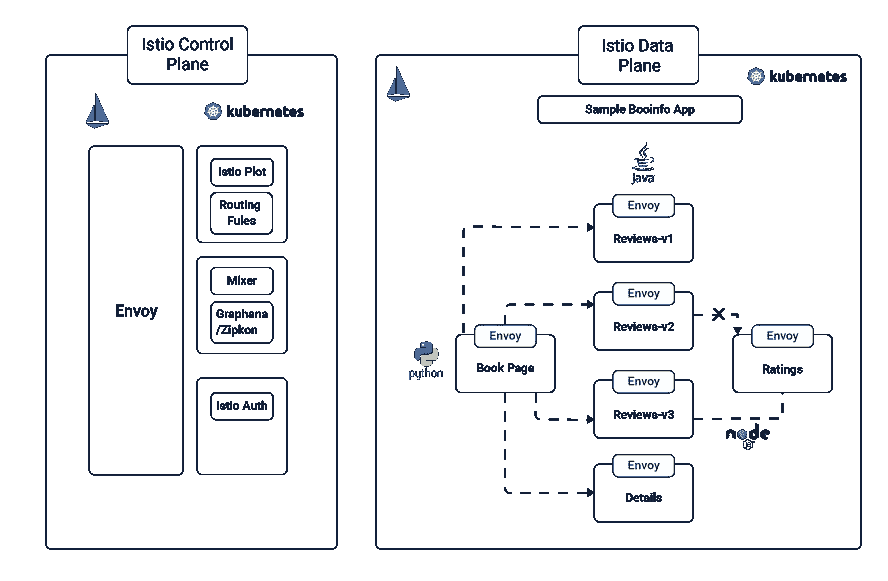 Istio Control
Plane
kubernetes
Envoy
Istio Plot
Routing
Fules
Mixer
Graphana
/Zipkon
Istio Auth
Istio Data
Plane
kubernetes
Sample Booinfo App
java
Envoy
Reviews-v1
Envoy
Reviews-v2
Envoy
Book Page
python
Envoy
Ratings
Envoy
Reviews-v3
node
JS
Envoy
Details